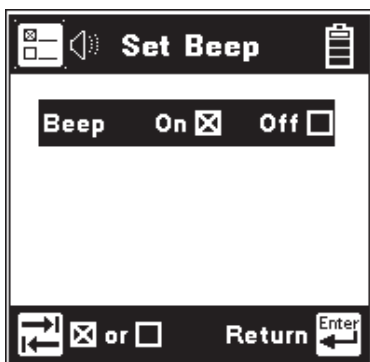 Set Beep
Beep On ☒ Off ☐
☒ or ☐ Return Enter